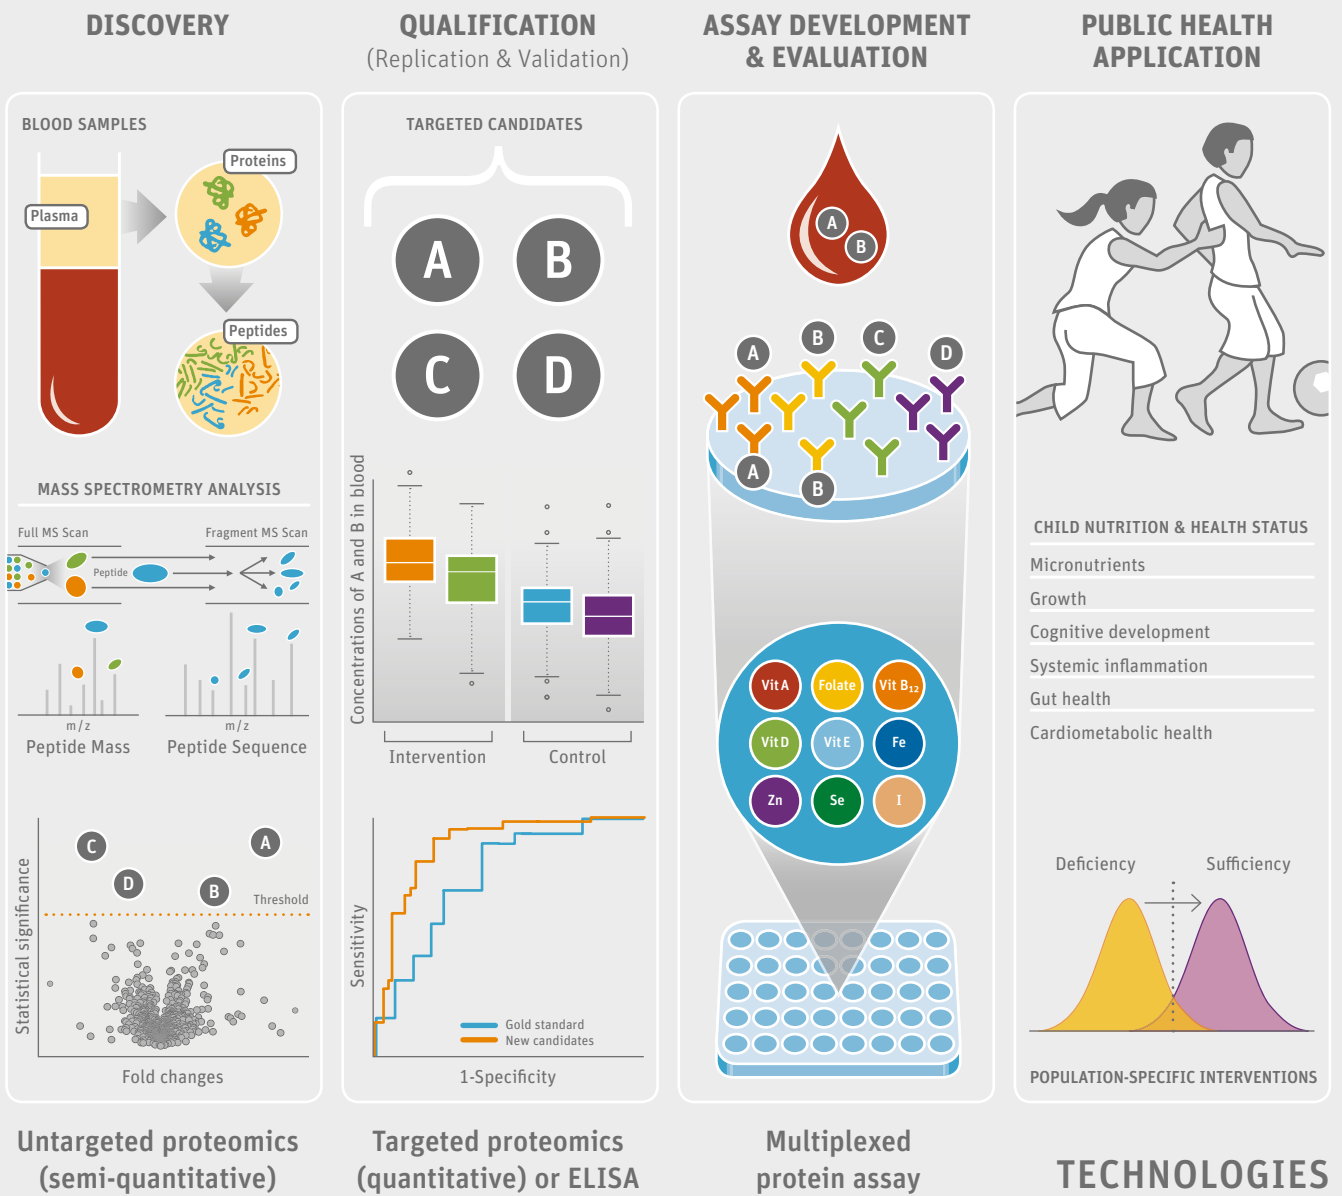 DISCOVERY
BLOOD SAMPLES
Proteins
Plasma
Peptides
MASS SPECTROMETRY ANALYSIS
Full MS Scan
Fragment MS Scan
Peptide
m / z
m / z
Peptide Mass
Peptide Sequence
Statistical significance
C
A
D
B
Threshold
Fold changes
Untargeted proteomics
(semi-quantitative)
QUALIFICATION
(Replication & Validation)
TARGETED CANDIDATES
A
B
C
D
Concentrations of A and B in blood
Intervention
Control
Sensitivity
Gold standard
New candidates
1-Specificity
Targeted proteomics
(quantitative) or ELISA
ASSAY DEVELOPMENT
& EVALUATION
A
B
A
B
C
D
A
B
Vit A
Folate
Vit B12
Vit D
Vit E
Fe
Zn
Se
I
Multiplexed
protein assay
PUBLIC HEALTH
APPLICATION
CHILD NUTRITION & HEALTH STATUS
Micronutrients
Growth
Cognitive development
Systemic inflammation
Gut health
Cardiometabolic health
Deficiency
Sufficiency
POPULATION-SPECIFIC INTERVENTIONS
TECHNOLOGIES